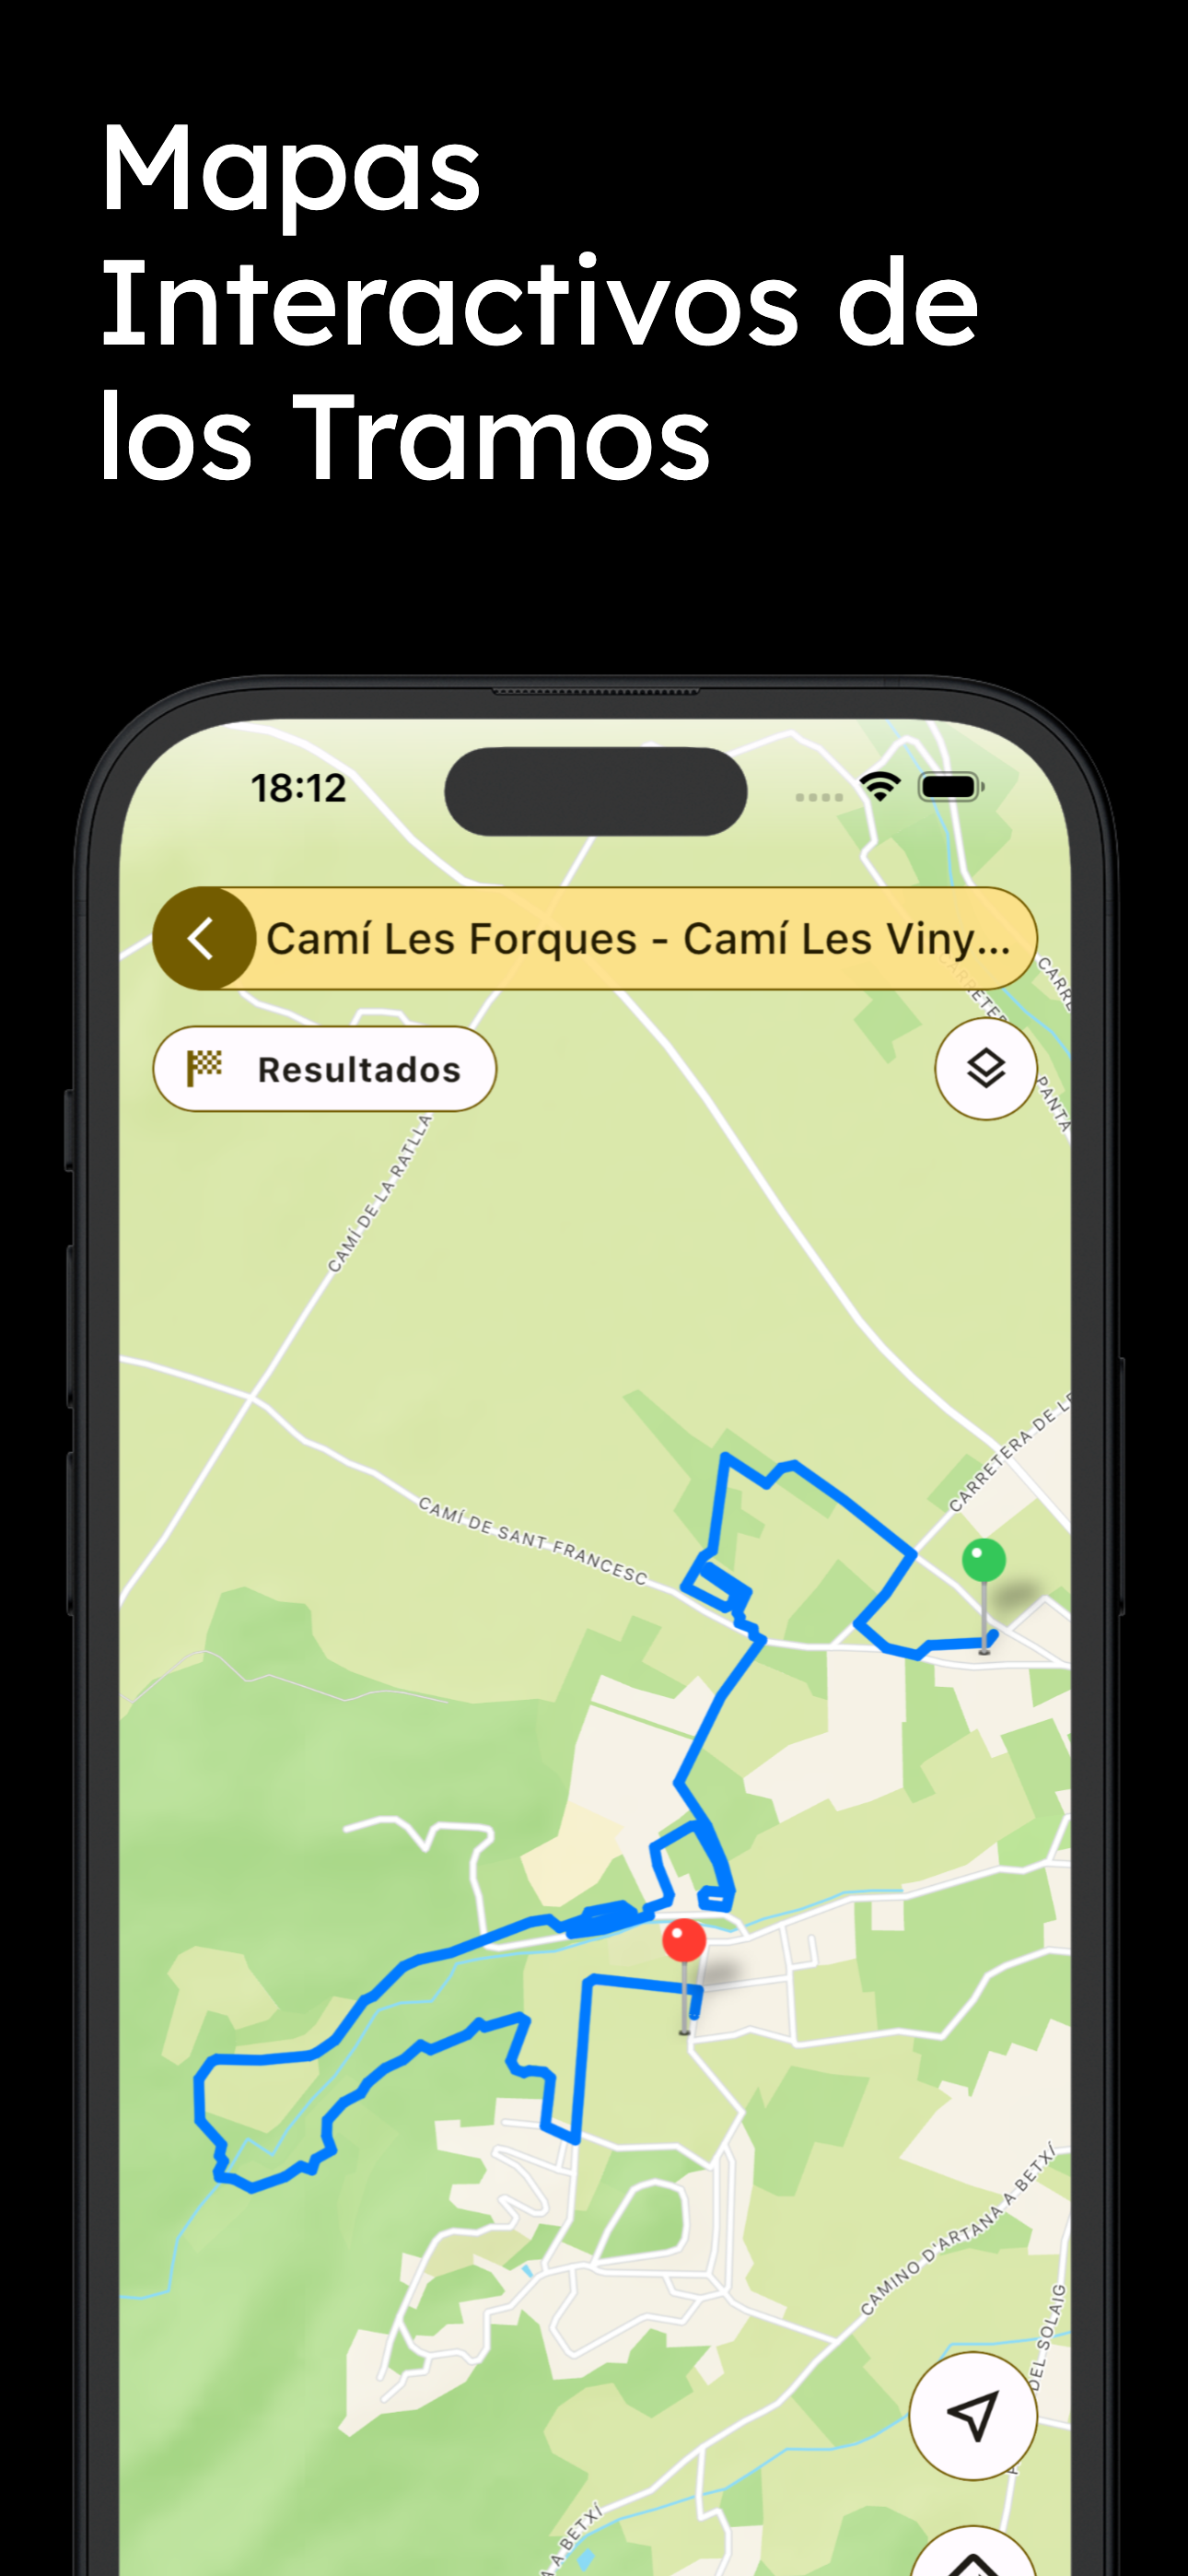 Mapas
Interactivos de
los Tramos
18:12
Camí Les Forques - Camí Les Viny...
Resultados
PANTA
CAMÍ DE LA RATLLA
CARRETERA DE
CAMÍ DE SANT FRANCESC
CAMINO D'ARTANA A BETXÍ
DEL SOLAIG
A BETXÍ